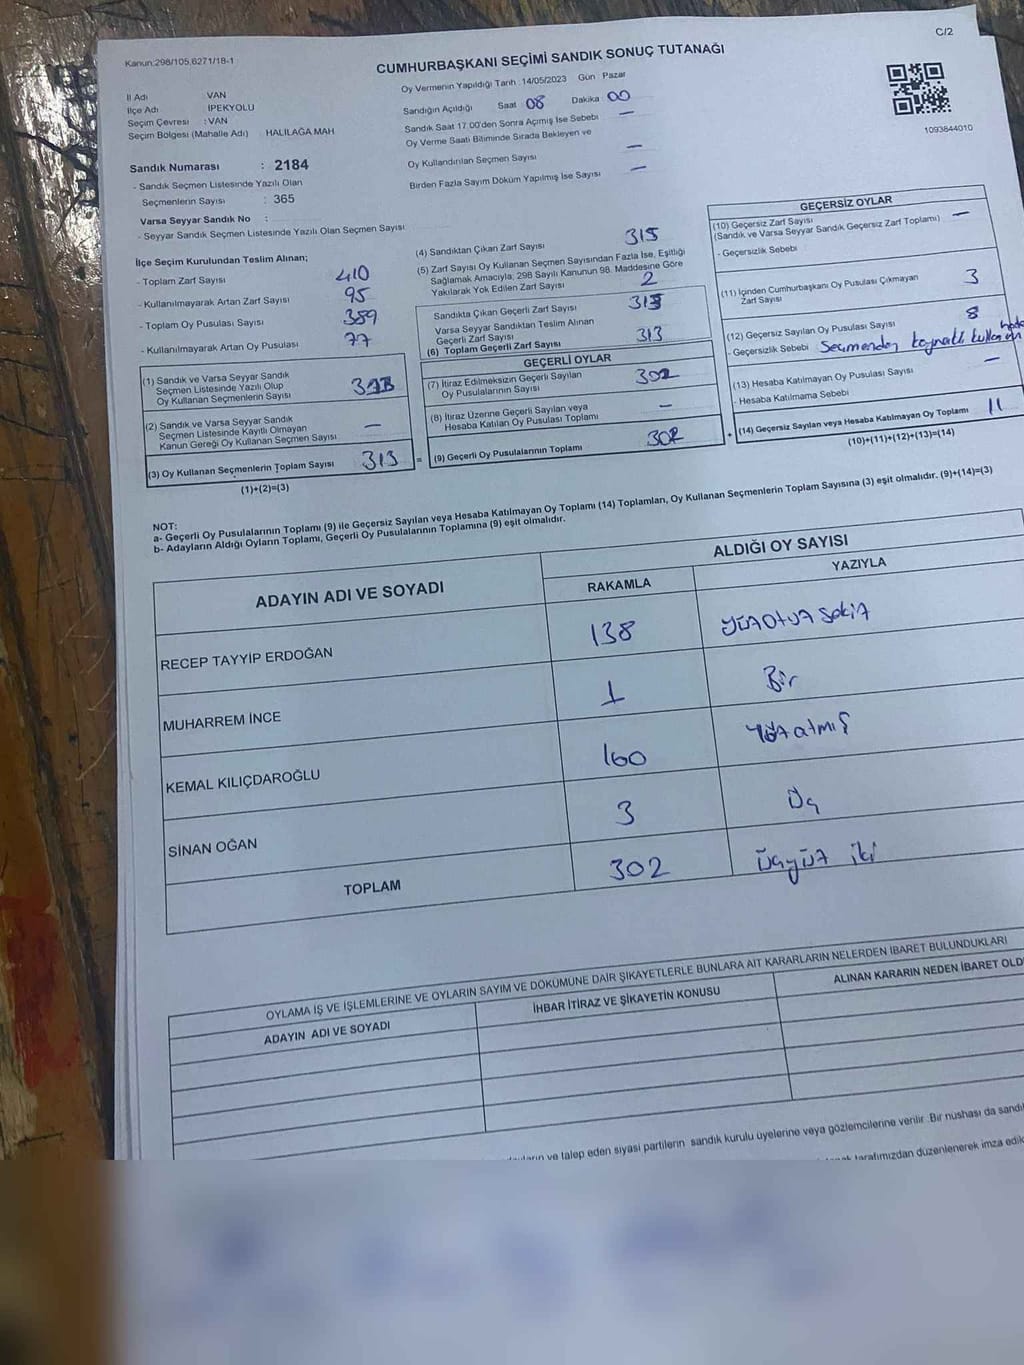 C/2
Kanun:298/105,6271/18-1
CUMHURBAŞKANI SEÇİMİ SANDIK SONUÇ TUTANAĞI
İl Adı VAN
İlçe Adı İPEKYOLU
Seçim Çevresi : VAN
Seçim Bölgesi (Mahalle Adı) HALİLAĞA MAH
Oy Vermenin Yapıldığı Tarih 14/05/2023 Gün Pazar
Sandığın Açıldığı Saat 08 Dakika 00
Sandık Saat 17.00'den Sonra Açımış İse Sebebi —
Oy Verme Saati Bitiminde Sırada Bekleyen ve
Oy Kullandırılan Seçmen Sayısı —
Birden Fazla Sayım Döküm Yapılmış İse Sayısı —
1093844010
Sandık Numarası : 2184
- Sandık Seçmen Listesinde Yazılı Olan
Seçmenlerin Sayısı : 365
Varsa Seyyar Sandık No :
- Seyyar Sandık Seçmen Listesinde Yazılı Olan Seçmen Sayısı
İlçe Seçim Kurulundan Teslim Alınan;
- Toplam Zarf Sayısı 410
- Kullanılmayarak Artan Zarf Sayısı 95
- Toplam Oy Pusulası Sayısı 389
- Kullanılmayarak Artan Oy Pusulası 77
(1) Sandık ve Varsa Seyyar Sandık
Seçmen Listesinde Yazılı Olup
Oy Kullanan Seçmenlerin Sayısı
(2) Sandık ve Varsa Seyyar Sandık
Seçmen Listesinde Kayıtlı Olmayan
Kanun Gereği Oy Kullanan Seçmen Sayısı —
(3) Oy Kullanan Seçmenlerin Toplam Sayısı 313 =
(1)+(2)=(3)
(4) Sandıktan Çıkan Zarf Sayısı 315
(5) Zarf Sayısı Oy Kullanan Seçmen Sayısından Fazla İse, Eşitliği
Sağlamak Amacıyla; 298 Sayılı Kanunun 98. Maddesine Göre
Yakılarak Yok Edilen Zarf Sayısı 2
Sandıkta Çıkan Geçerli Zarf Sayısı 313
Varsa Seyyar Sandıktan Teslim Alınan
Geçerli Zarf Sayısı
(6) Toplam Geçerli Zarf Sayısı 313
GEÇERLİ OYLAR
(7) İtiraz Edilmeksizin Geçerli Sayılan
Oy Pusulalarının Sayısı 302
(8) İtiraz Üzerine Geçerli Sayılan veya
Hesaba Katılan Oy Pusulası Toplamı —
(9) Geçerli Oy Pusulalarının Toplamı 302 +
GEÇERSİZ OYLAR
(10) Geçersiz Zarf Sayısı
(Sandık ve Varsa Seyyar Sandık Geçersiz Zarf Toplamı) —
- Geçersizlik Sebebi
(11) İçinden Cumhurbaşkanı Oy Pusulası Çıkmayan
Zarf Sayısı 3
(12) Geçersiz Sayılan Oy Pusulası Sayısı 8
- Geçersizlik Sebebi Seçmenden kaynaklı
(13) Hesaba Katılmayan Oy Pusulası Sayısı —
- Hesaba Katılmama Sebebi
(14) Geçersiz Sayılan veya Hesaba Katılmayan Oy Toplamı 11
(10)+(11)+(12)+(13)=(14)
NOT:
a- Geçerli Oy Pusulalarının Toplamı (9) ile Geçersiz Sayılan veya Hesaba Katılmayan Oy Toplamı (14) Toplamları, Oy Kullanan Seçmenlerin Toplam Sayısına (3) eşit olmalıdır. (9)+(14)=(3)
b- Adayların Aldığı Oyların Toplamı, Geçerli Oy Pusulalarının Toplamına (9) eşit olmalıdır.
ADAYIN ADI VE SOYADI
ALDIĞI OY SAYISI
RAKAMLA YAZIYLA
RECEP TAYYİP ERDOĞAN 138 yüzotuzsekiz
MUHARREM İNCE 1 Bir
KEMAL KILIÇDAROĞLU 160 yüzatmış
SİNAN OĞAN 3 Üç
TOPLAM 302 üçyüz iki
OYLAMA İŞ VE İŞLEMLERİNE VE OYLARIN SAYIM VE DÖKÜMÜNE DAİR ŞİKAYETLERLE BUNLARA AİT KARARLARIN NELERDEN İBARET BULUNDUKLARI
ADAYIN ADI VE SOYADI İHBAR İTİRAZ VE ŞİKAYETİN KONUSU ALINAN KARARIN NEDEN İBARET OLD
ve talep eden siyasi partilerin sandık kurulu üyelerine veya gözlemcilerine verilir. Bir nüshası da
tarafımızdan düzenlenerek imza